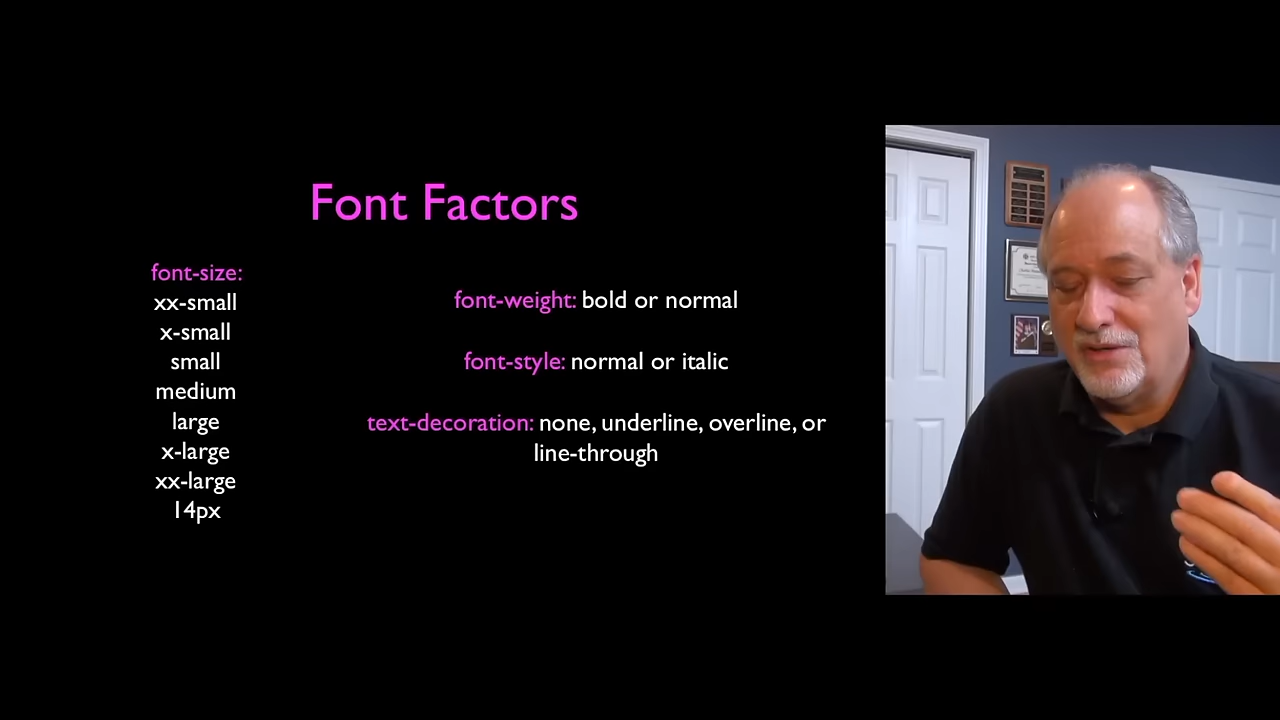 Font Factors
font-size:
xx-small
x-small
small
medium
large
x-large
xx-large
14px
font-weight: bold or normal
font-style: normal or italic
text-decoration: none, underline, overline, or
line-through